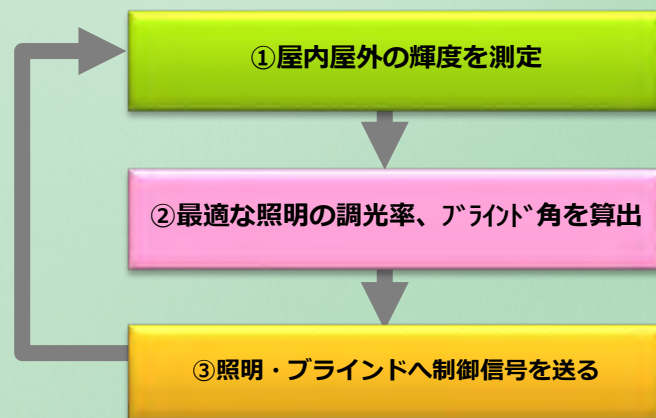 ①屋内屋外の輝度を測定
②最適な照明の調光率、ﾌﾞﾗｲﾝﾄﾞ角を算出
③照明・ブラインドへ制御信号を送る